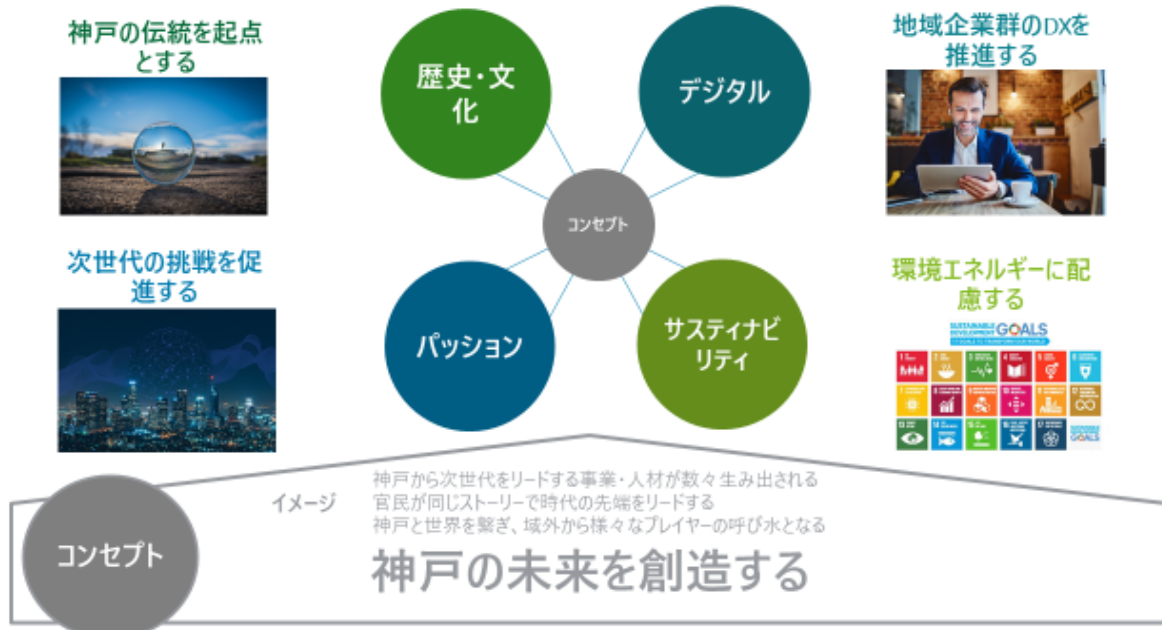 神戸の伝統を起点
とする
歴史・文
化
デジタル
地域企業群のDXを
推進する
コンセプト
次世代の挑戦を促
進する
パッション
サスティナビ
リティ
環境エネルギーに配
慮する
SUSTAINABLE
DEVELOPMENT GOALS
コンセプト
イメージ
神戸から次世代をリードする事業・人材が数々生み出される
官民が同じストーリーで時代の先端をリードする
神戸と世界を繋ぎ、域外から様々なプレイヤーの呼び水となる
神戸の未来を創造する